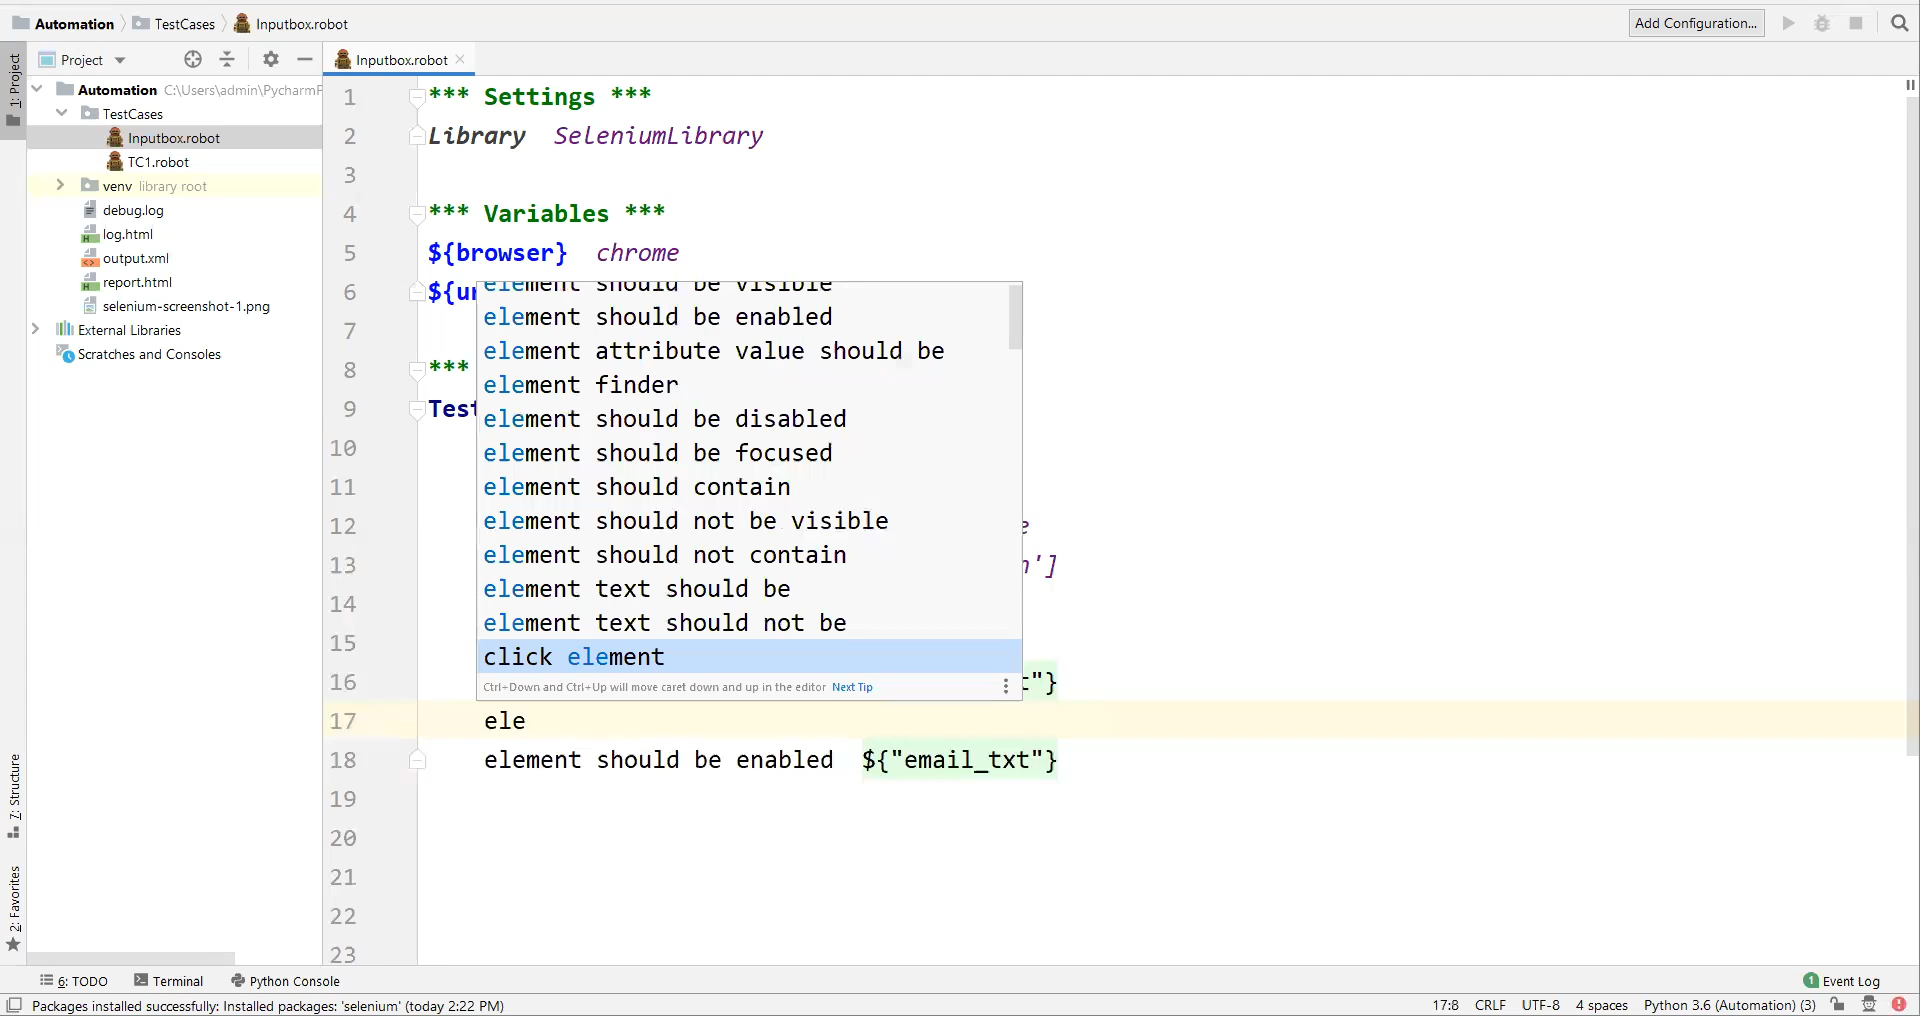 Automation TestCases Inputbox.robot
Add Configuration...
1: Project
Project
Inputbox.robot
Automation C:\Users\admin\PycharmP
TestCases
Inputbox.robot
TC1.robot
venv library root
debug.log
log.html
output.xml
report.html
selenium-screenshot-1.png
External Libraries
Scratches and Consoles
7: Structure
2: Favorites
1 *** Settings ***
2 Library SeleniumLibrary
3
4 *** Variables ***
5 ${browser} chrome
6 ${ur
7
8 ***
9 Test
10
11
12 e
13 n']
14
15
16 t"}
17 ele
18 element should be enabled ${"email_txt"}
19
20
21
22
23
element should be visible
element should be enabled
element attribute value should be
element finder
element should be disabled
element should be focused
element should contain
element should not be visible
element should not contain
element text should be
element text should not be
click element
Ctrl+Down and Ctrl+Up will move caret down and up in the editor Next Tip
6: TODO Terminal Python Console
1 Event Log
Packages installed successfully: Installed packages: 'selenium' (today 2:22 PM)
17:8 CRLF UTF-8 4 spaces Python 3.6 (Automation) (3)